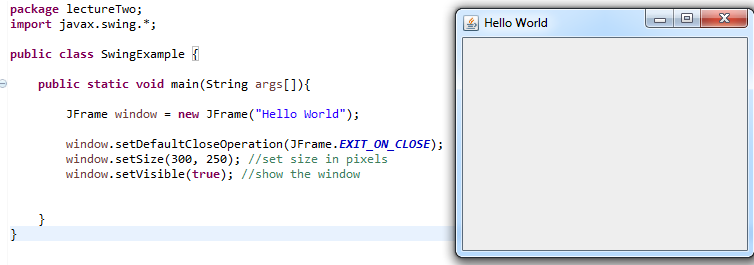 package lectureTwo;
import javax.swing.*;
public class SwingExample {
public static void main(String args[]){
JFrame window = new JFrame("Hello World");
window.setDefaultCloseOperation(JFrame.EXIT_ON_CLOSE);
window.setSize(300, 250); //set size in pixels
window.setVisible(true); //show the window
}
}
Hello World